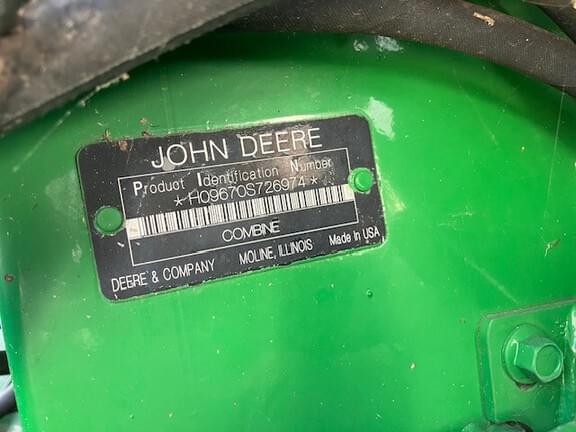 JOHN DEERE
Product Identification Number
*H09670S726974*
COMBINE
DEERE & COMPANY MOLINE, ILLINOIS Made in USA